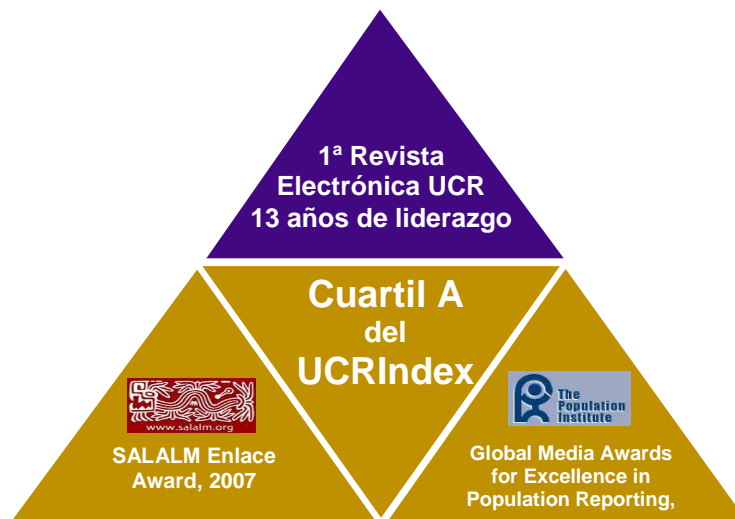 1ª Revista
Electrónica UCR
13 años de liderazgo
Cuartil A
del
UCRIndex
www.salalm.org
SALALM Enlace
Award, 2007
The
Population
Institute
Global Media Awards
for Excellence in
Population Reporting,